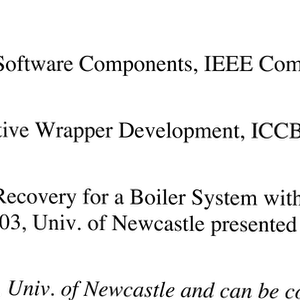 Software Components, IEEE Com
tive Wrapper Development, ICCB
Recovery for a Boiler System with
03, Univ. of Newcastle presented
Univ. of Newcastle and can be co